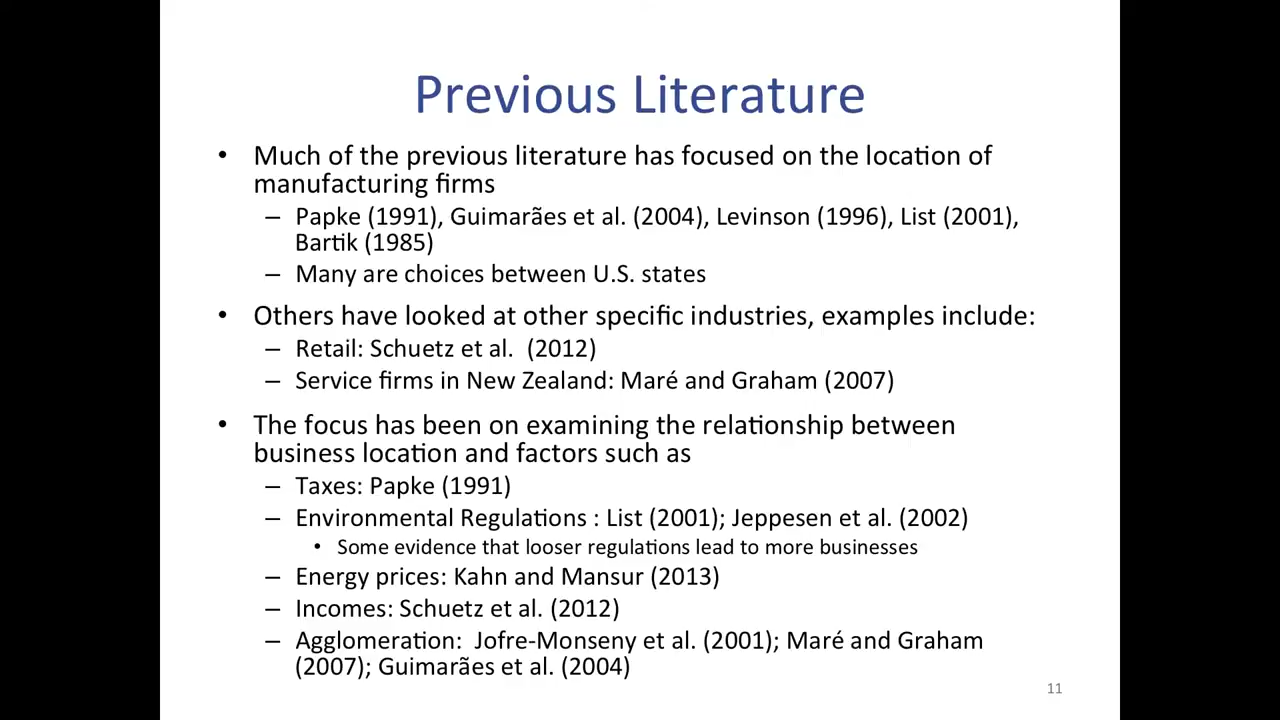 Previous Literature
• Much of the previous literature has focused on the location of
manufacturing firms
– Papke (1991), Guimarães et al. (2004), Levinson (1996), List (2001),
Bartik (1985)
– Many are choices between U.S. states
• Others have looked at other specific industries, examples include:
– Retail: Schuetz et al.  (2012)
– Service firms in New Zealand: Maré and Graham (2007)
• The focus has been on examining the relationship between
business location and factors such as
– Taxes: Papke (1991)
– Environmental Regulations : List (2001); Jeppesen et al. (2002)
• Some evidence that looser regulations lead to more businesses
– Energy prices: Kahn and Mansur (2013)
– Incomes: Schuetz et al. (2012)
– Agglomeration:  Jofre-Monseny et al. (2001); Maré and Graham
(2007); Guimarães et al. (2004)
11